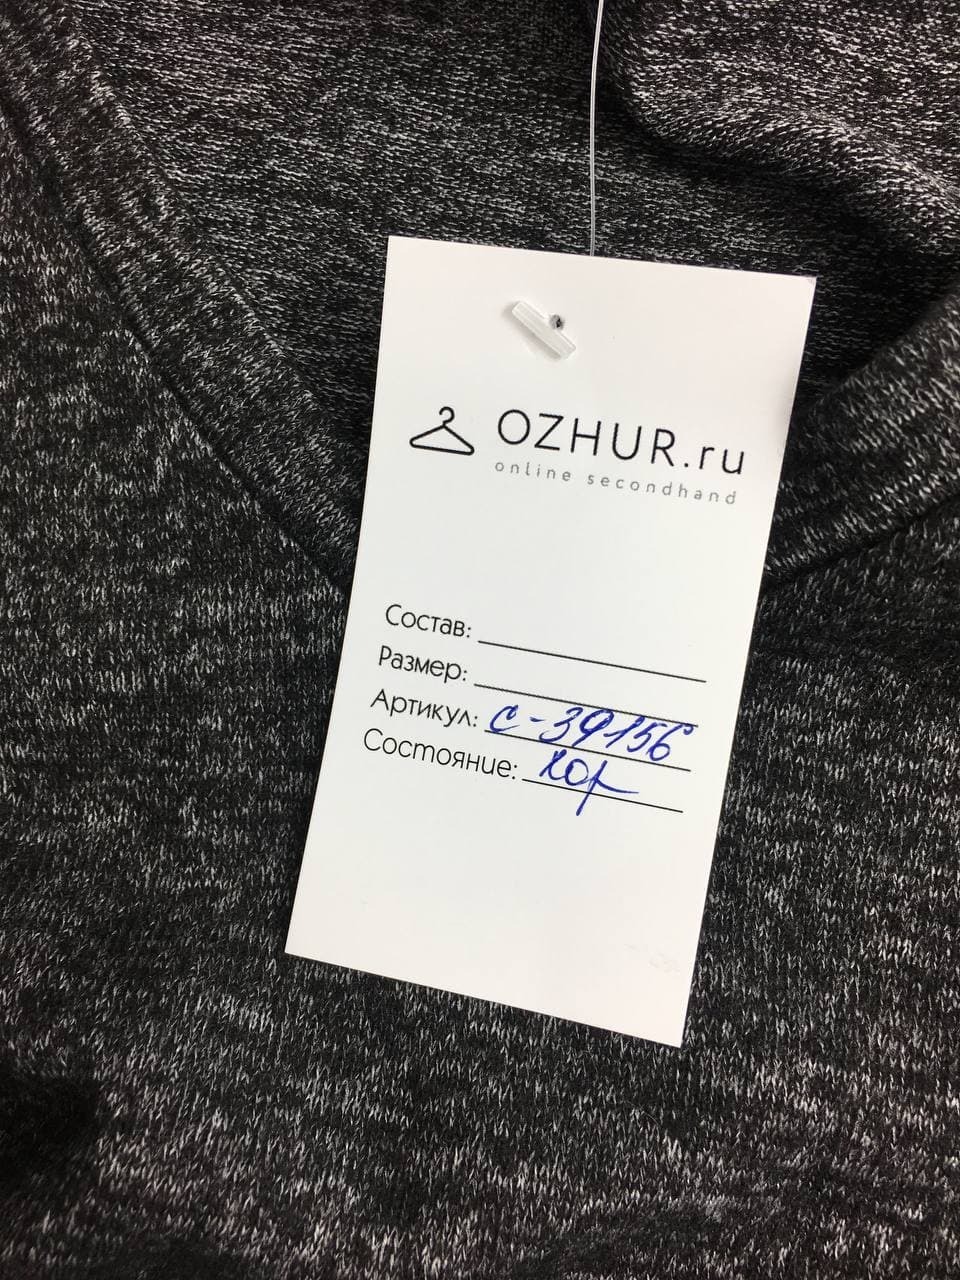 OZHUR.ru
online secondhand
Состав:
Размер:
Артикул: с-39156
Состояние: хор